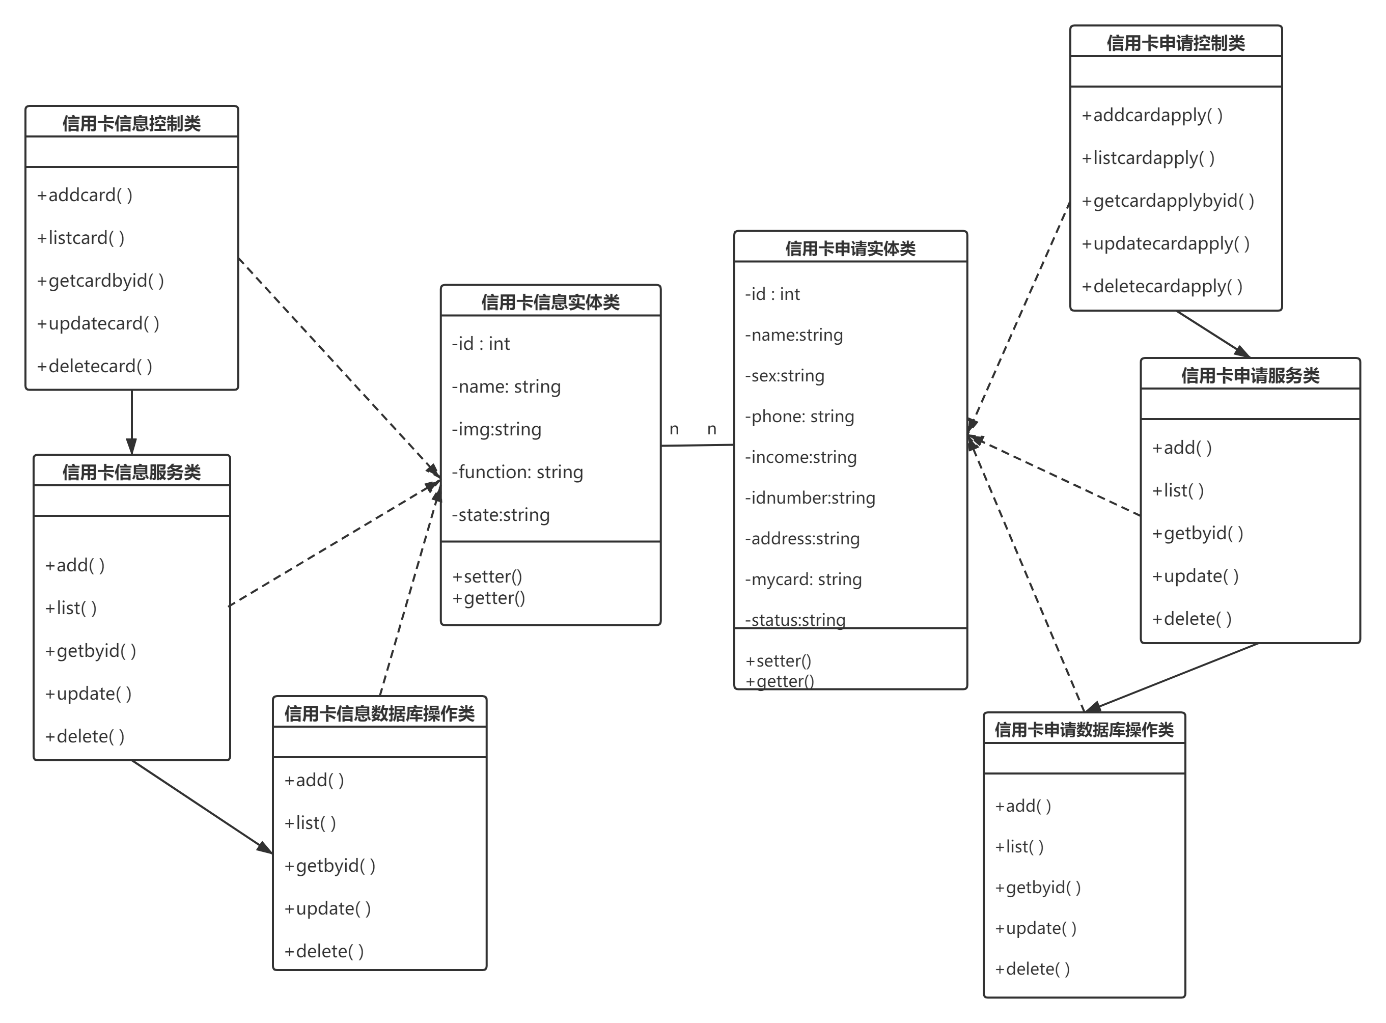 信用卡信息控制类
+addcard( )
+listcard( )
+getcardbyid( )
+updatecard( )
+deletecard( )
信用卡信息服务类
+add( )
+list( )
+getbyid( )
+update( )
+delete( )
信用卡信息数据库操作类
+add( )
+list( )
+getbyid( )
+update( )
+delete( )
信用卡信息实体类
-id : int
-name: string
-img:string
-function: string
-state:string
+setter()
+getter()
n n
信用卡申请实体类
-id : int
-name:string
-sex:string
-phone: string
-income:string
-idnumber:string
-address:string
-mycard: string
-status:string
+setter()
+getter()
信用卡申请控制类
+addcardapply( )
+listcardapply( )
+getcardapplybyid( )
+updatecardapply( )
+deletecardapply( )
信用卡申请服务类
+add( )
+list( )
+getbyid( )
+update( )
+delete( )
信用卡申请数据库操作类
+add( )
+list( )
+getbyid( )
+update( )
+delete( )